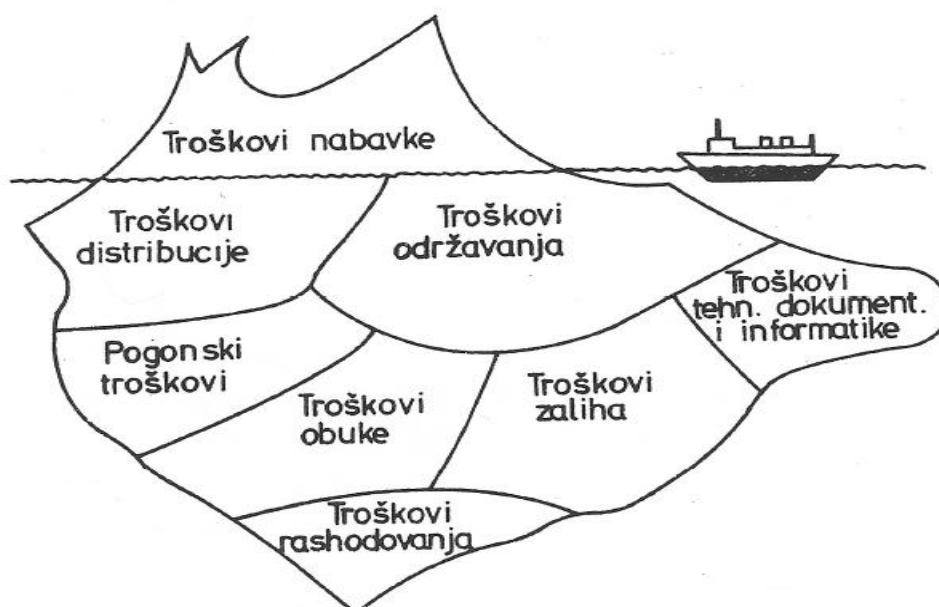 Troškovi nabavke
Troškovi
distribucije
Troškovi
održavanja
Troškovi
tehn. dokument.
i informatike
Pogonski
troškovi
Troškovi
obuke
Troškovi
zaliha
Troškovi
rashodovanja